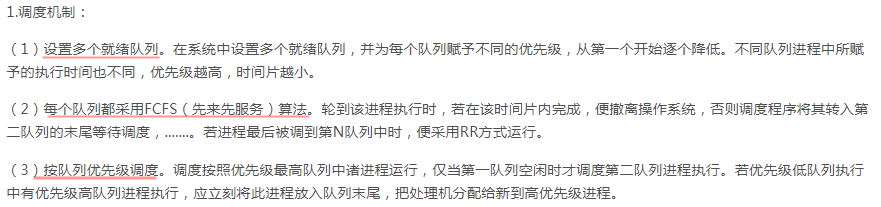 1.调度机制：
（1）设置多个就绪队列。在系统中设置多个就绪队列，并为每个队列赋予不同的优先级，从第一个开始逐个降低。不同队列进程中所赋
予的执行时间也不同，优先级越高，时间片越小。
（2）每个队列都采用FCFS（先来先服务）算法。轮到该进程执行时，若在该时间片内完成，便撤离操作系统，否则调度程序将其转入第
二队列的末尾等待调度，.......。若进程最后被调到第N队列中时，便采用RR方式运行。
（3）按队列优先级调度。调度按照优先级最高队列中诸进程运行，仅当第一队列空闲时才调度第二队列进程执行。若优先级低队列执行
中有优先级高队列进程执行，应立刻将此进程放入队列末尾，把处理机分配给新到高优先级进程。